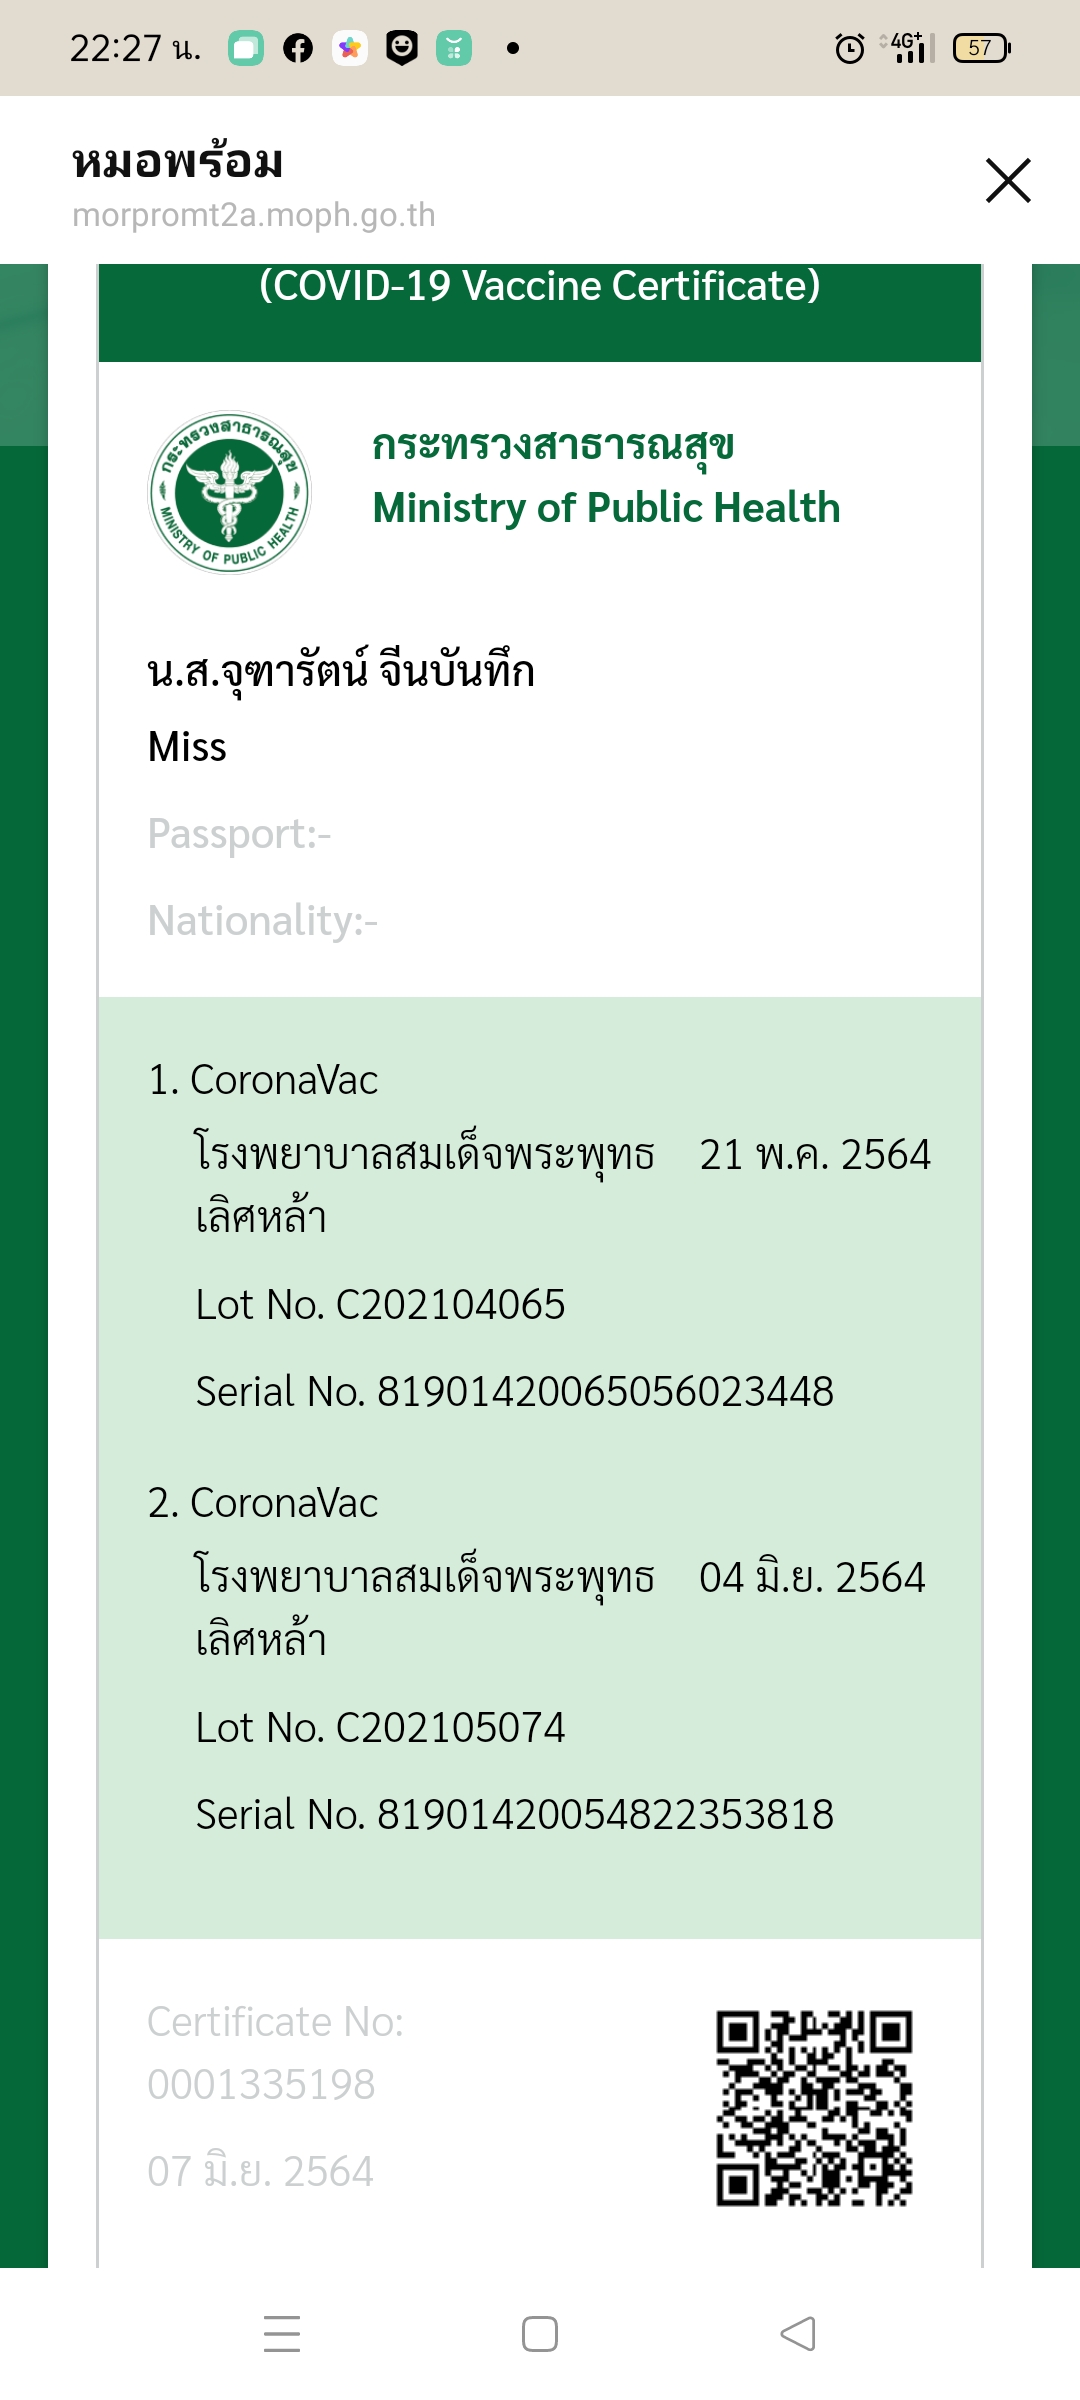 22:27 น.
4G+
57
หมอพร้อม
morpromt2a.moph.go.th
(COVID-19 Vaccine Certificate)
กระทรวงสาธารณสุข
MINISTRY OF PUBLIC HEALTH
กระทรวงสาธารณสุข
Ministry of Public Health
น.ส.จุฑารัตน์ จีนบันทึก
Miss
Passport:-
Nationality:-
1. CoronaVac
โรงพยาบาลสมเด็จพระพุทธ 21 พ.ค. 2564
เลิศหล้า
Lot No. C202104065
Serial No. 81901420065056023448
2. CoronaVac
โรงพยาบาลสมเด็จพระพุทธ 04 มิ.ย. 2564
เลิศหล้า
Lot No. C202105074
Serial No. 81901420054822353818
Certificate No:
0001335198
07 มิ.ย. 2564